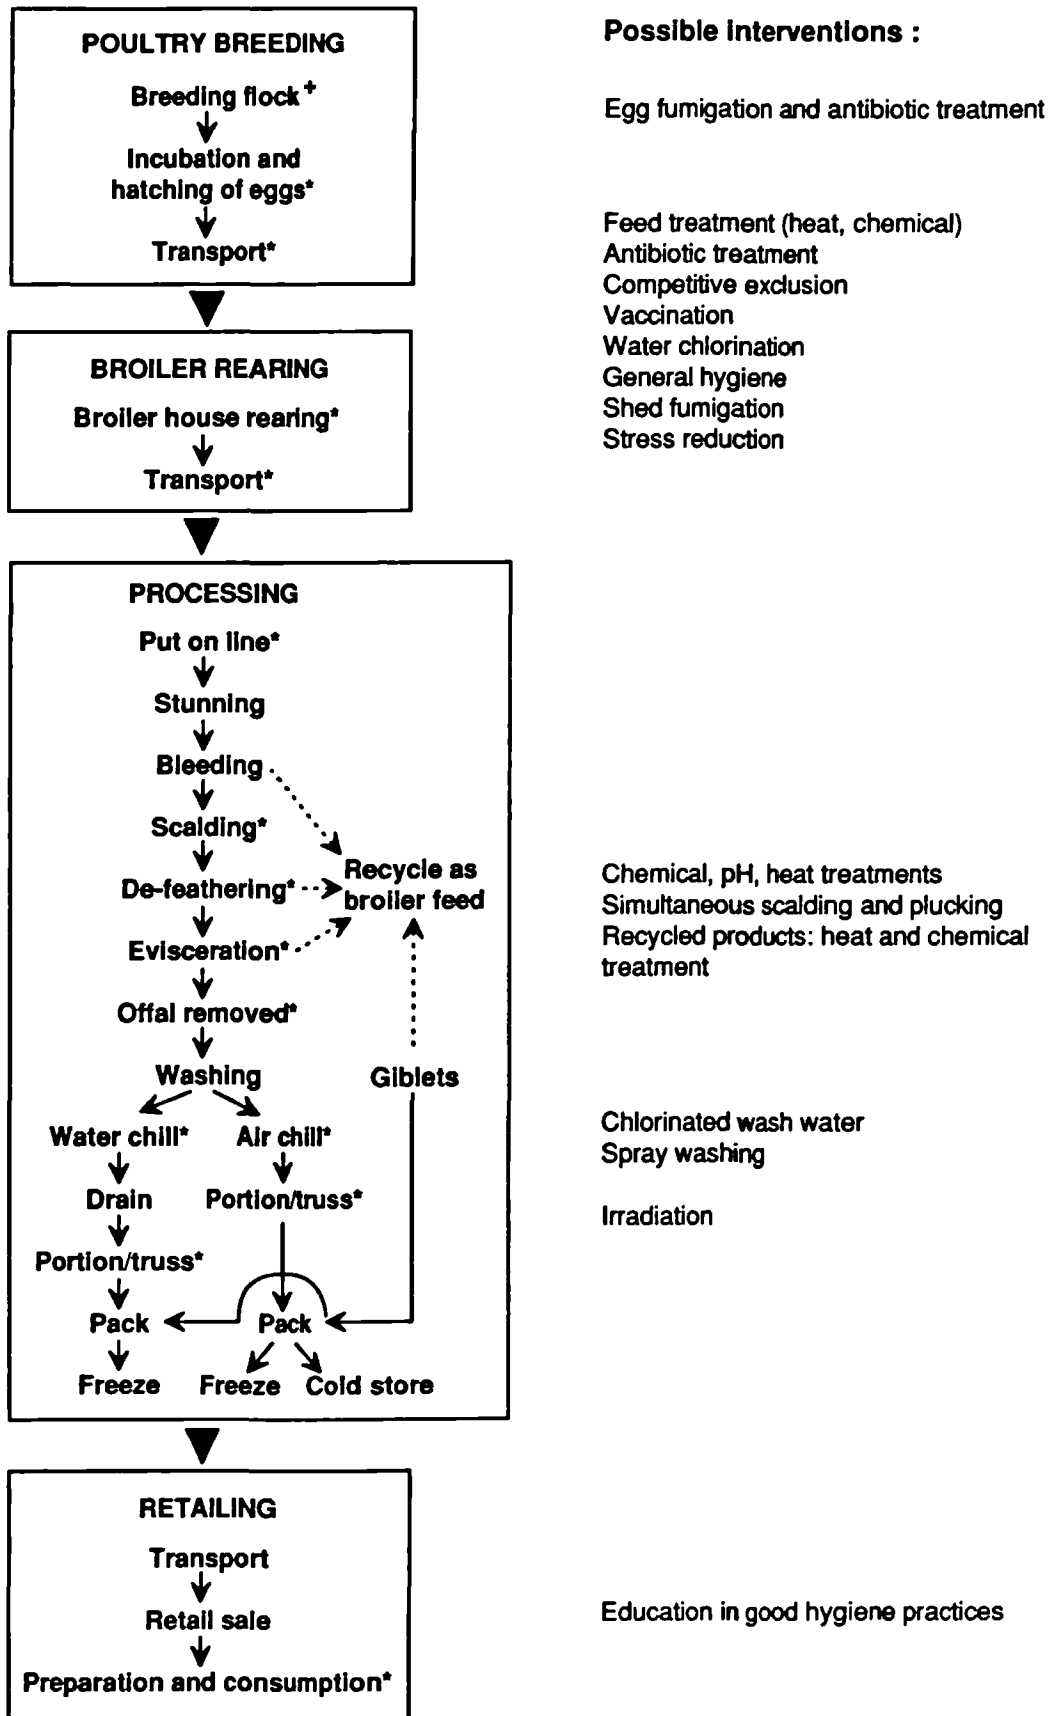 POULTRY BREEDING
Breeding flock+
Incubation and
hatching of eggs*
Transport*
BROILER REARING
Broiler house rearing*
Transport*
PROCESSING
Put on line*
Stunning
Bleeding
Scalding*
De-feathering*
Evisceration*
Offal removed*
Washing
Recycle as
broiler feed
Giblets
Water chill* Air chill*
Drain Portion/truss*
Portion/truss*
Pack Pack
Freeze Freeze Cold store
RETAILING
Transport
Retail sale
Preparation and consumption*
Possible interventions :
Egg fumigation and antibiotic treatment
Feed treatment (heat, chemical)
Antibiotic treatment
Competitive exclusion
Vaccination
Water chlorination
General hygiene
Shed fumigation
Stress reduction
Chemical, pH, heat treatments
Simultaneous scalding and plucking
Recycled products: heat and chemical
treatment
Chlorinated wash water
Spray washing
Irradiation
Education in good hygiene practices